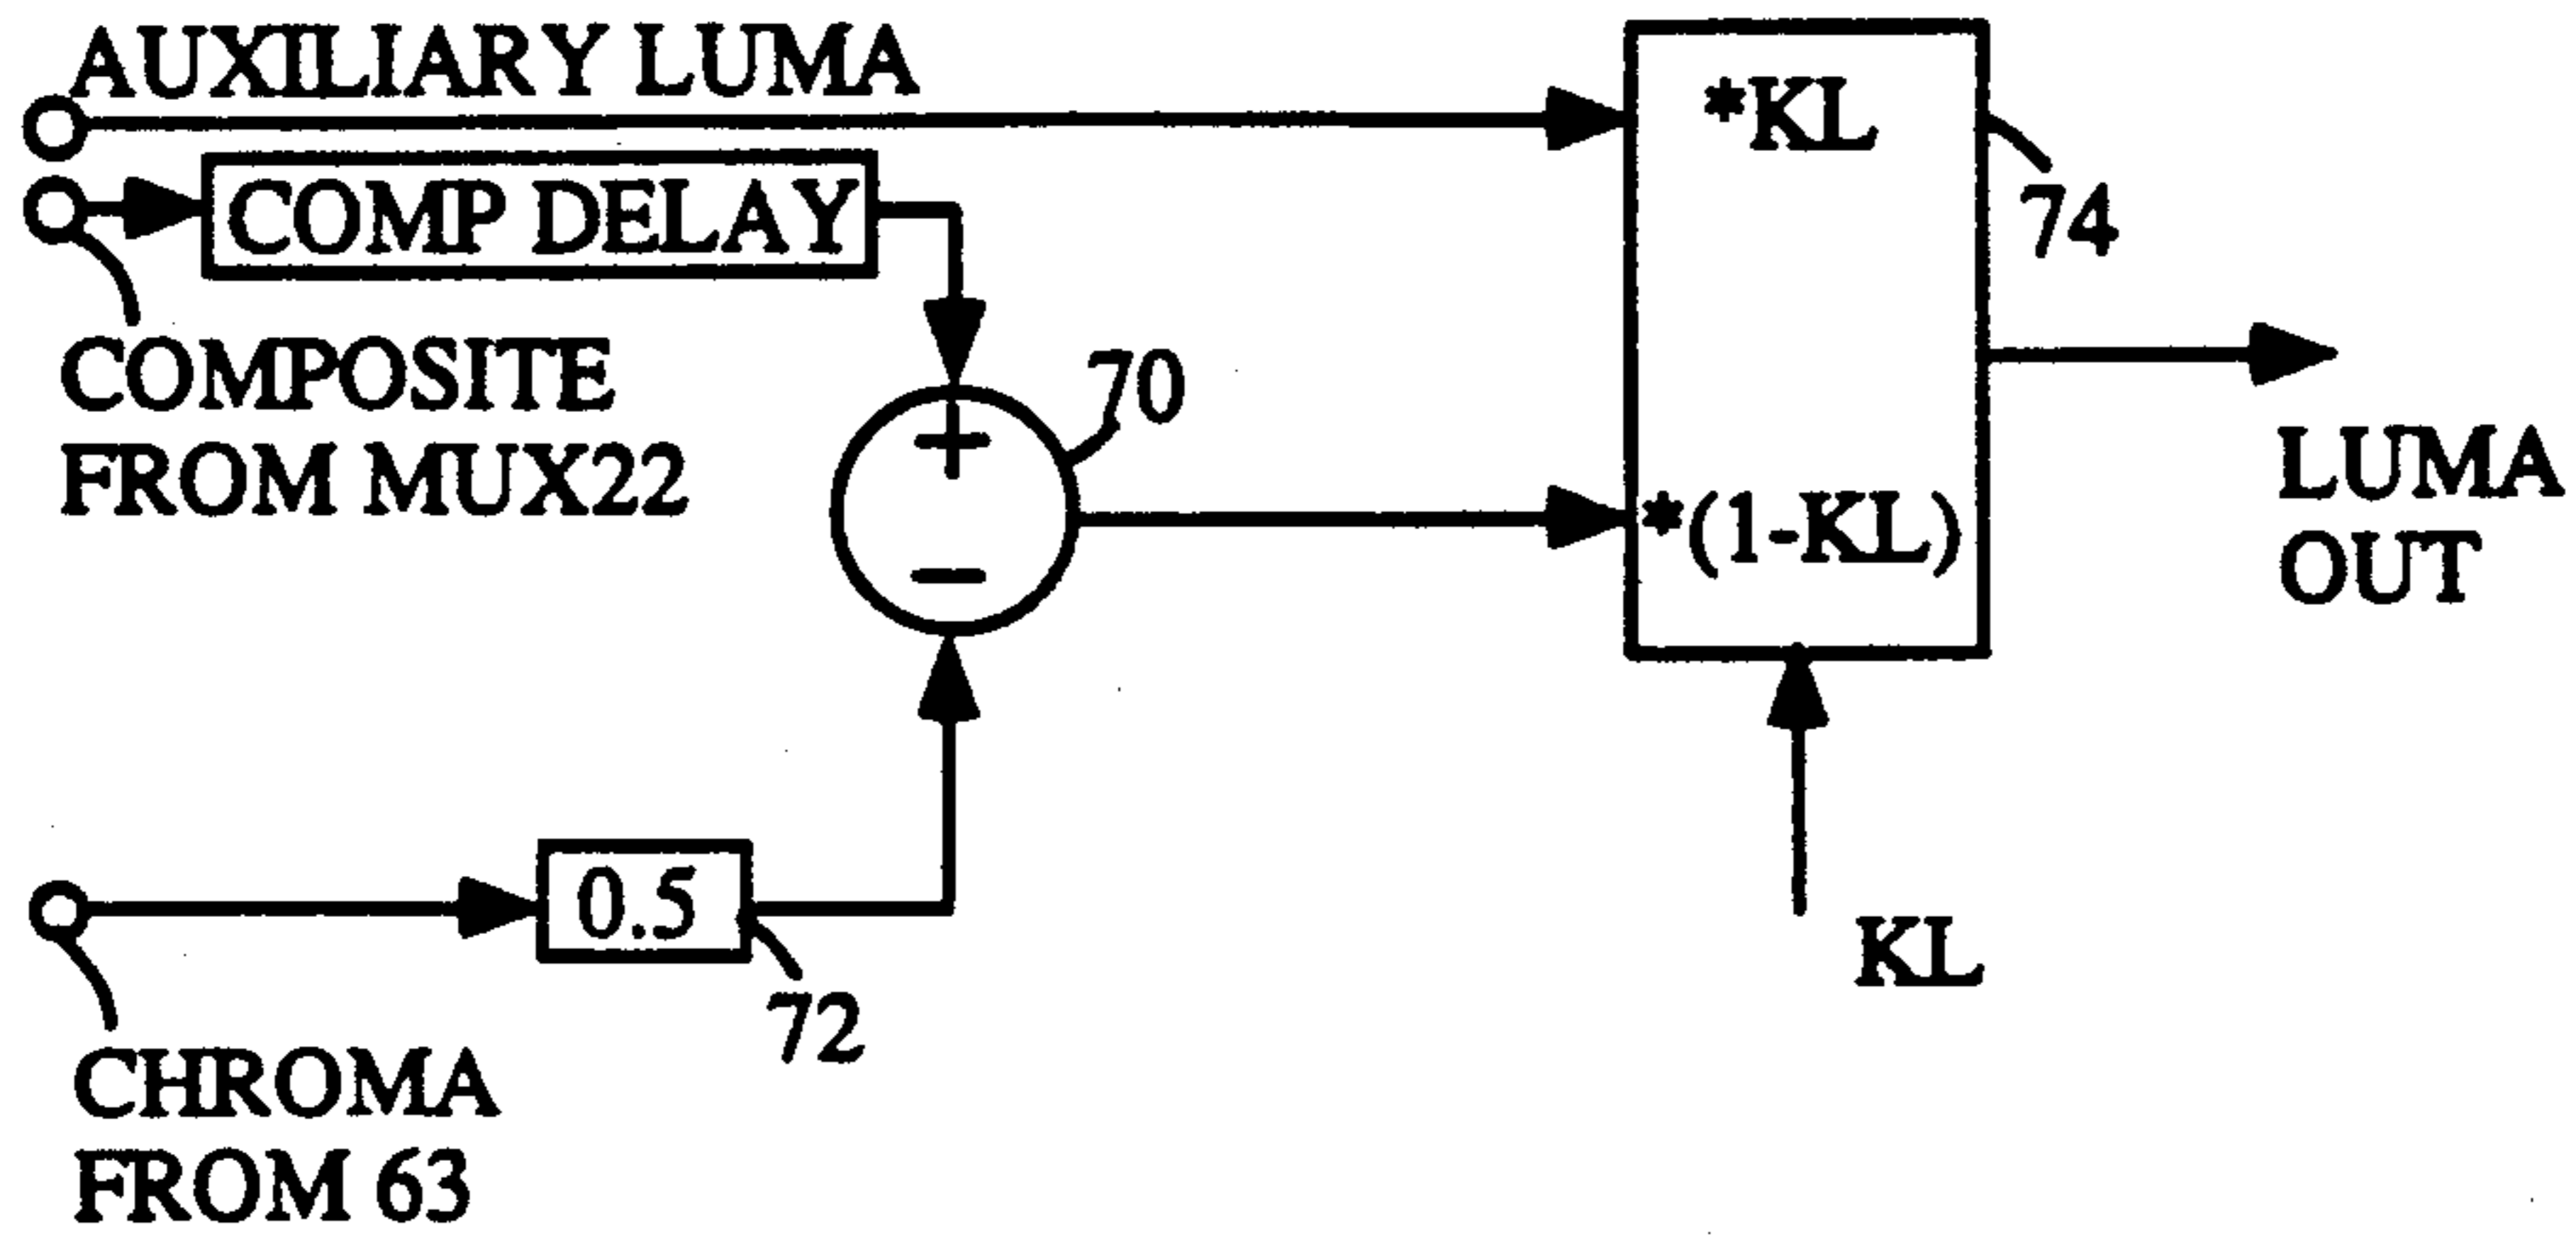 AUXILIARY LUMA
*KL
COMP DELAY
74
COMPOSITE
FROM MUX22
70
+
−
*(1-KL)
LUMA
OUT
0.5
72
KL
CHROMA
FROM 63